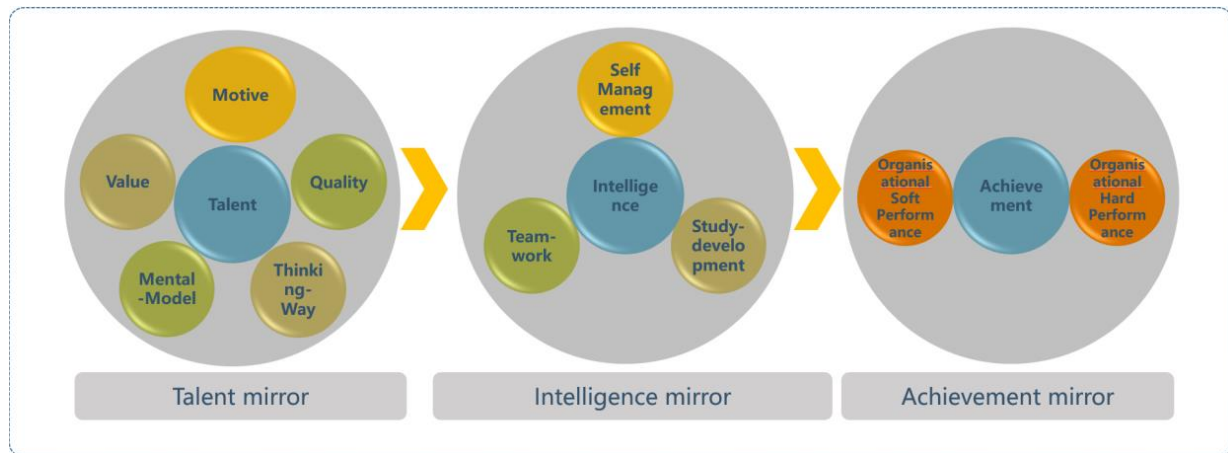 Motive
Value
Quality
Talent
Mental
-Model
Thinki
ng-
Way
Talent mirror
Self
Manag
ement
Intellige
nce
Team-
work
Study-
develo
pment
Intelligence mirror
Organis
ational
Soft
Perform
ance
Achieve
ment
Organis
ational
Hard
Perform
ance
Achievement mirror